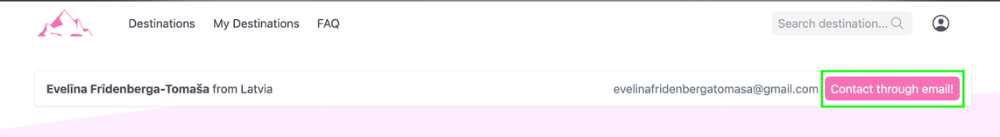 Destinations My Destinations FAQ Search destination...
Evelīna Frīdenberga-Tomaša from Latvia evelinafridenbergatomasa@gmail.com Contact through email!